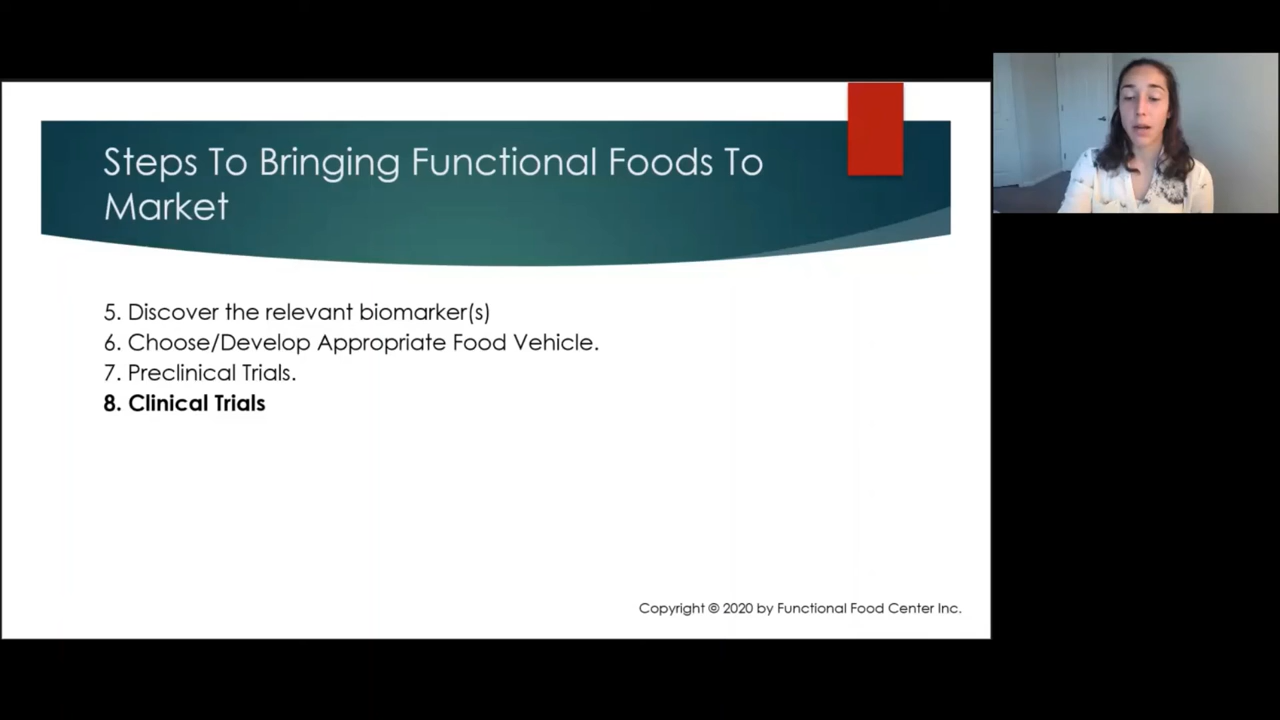 Steps To Bringing Functional Foods To
Market
5. Discover the relevant biomarker(s)
6. Choose/Develop Appropriate Food Vehicle.
7. Preclinical Trials.
8. Clinical Trials
Copyright © 2020 by Functional Food Center Inc.